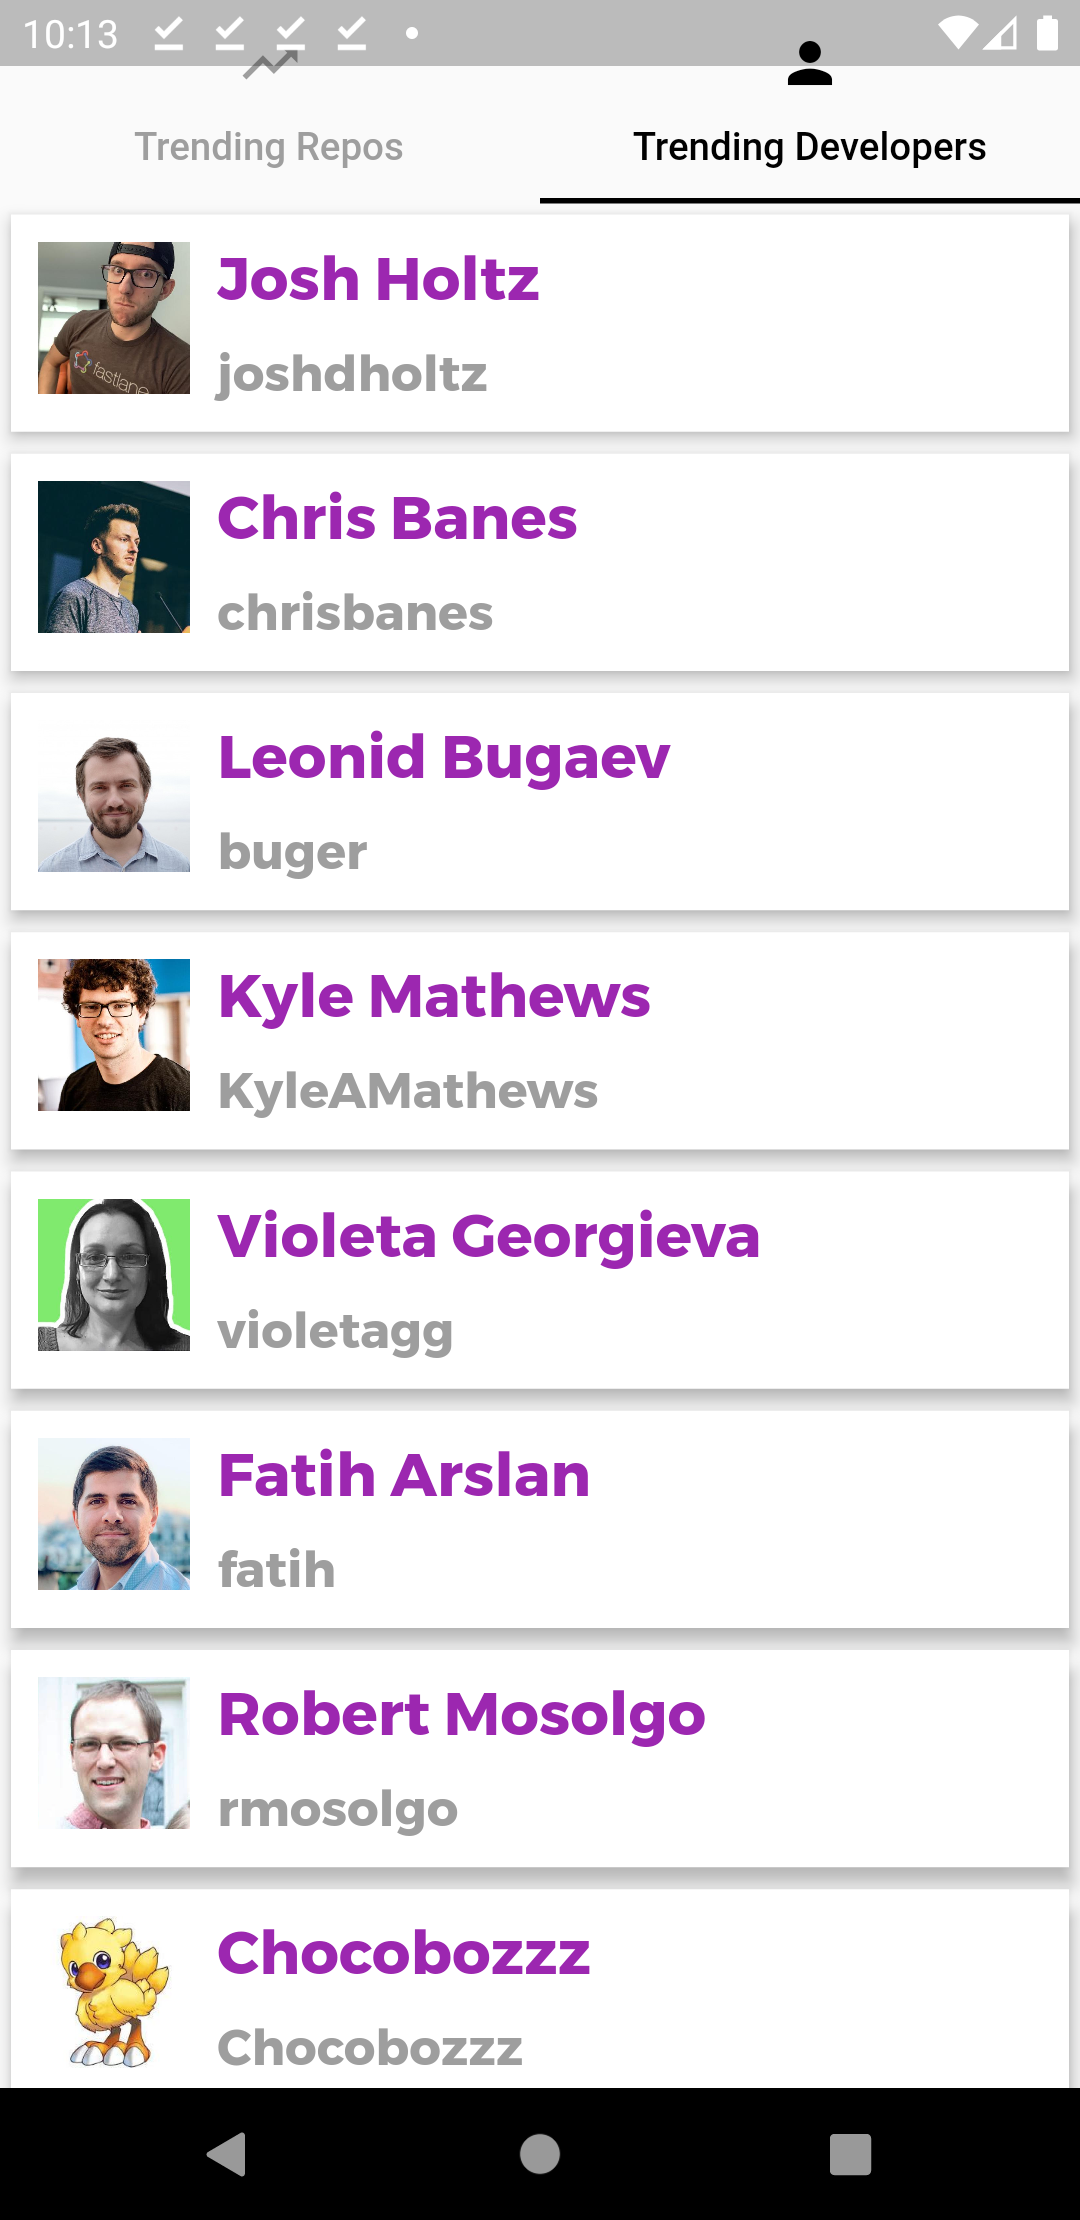 10:13
Trending Repos
Trending Developers
Josh Holtz
joshdholtz
fastlane
Chris Banes
chrisbanes
Leonid Bugaev
buger
Kyle Mathews
KyleAMathews
Violeta Georgieva
violetagg
Fatih Arslan
fatih
Robert Mosolgo
rmosolgo
Chocobozzz
Chocobozzz